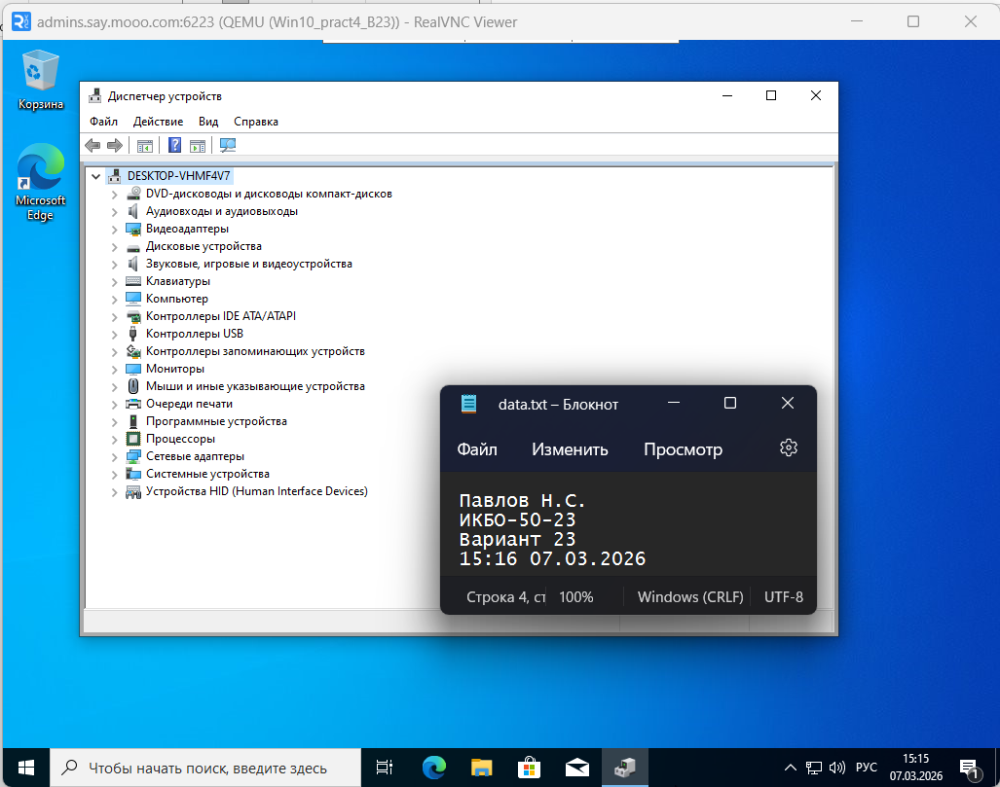 admins.say.mooo.com:6223 (QEMU (Win10_pract4_B23)) - RealVNC Viewer
Корзина
Microsoft
Edge
Диспетчер устройств
Файл Действие Вид Справка
DESKTOP-VHMF4V7
DVD-дисководы и дисководы компакт-дисков
Аудиовходы и аудиовыходы
Видеоадаптеры
Дисковые устройства
Звуковые, игровые и видеоустройства
Клавиатуры
Компьютер
Контроллеры IDE ATA/ATAPI
Контроллеры USB
Контроллеры запоминающих устройств
Мониторы
Мыши и иные указывающие устройства
Очереди печати
Программные устройства
Процессоры
Сетевые адаптеры
Системные устройства
Устройства HID (Human Interface Devices)
data.txt – Блокнот
Файл Изменить Просмотр
Павлов Н.С.
ИКБО-50-23
Вариант 23
15:16 07.03.2026
Строка 4, ст 100% Windows (CRLF) UTF-8
Чтобы начать поиск, введите здесь
РУС
15:15
07.03.2026
1